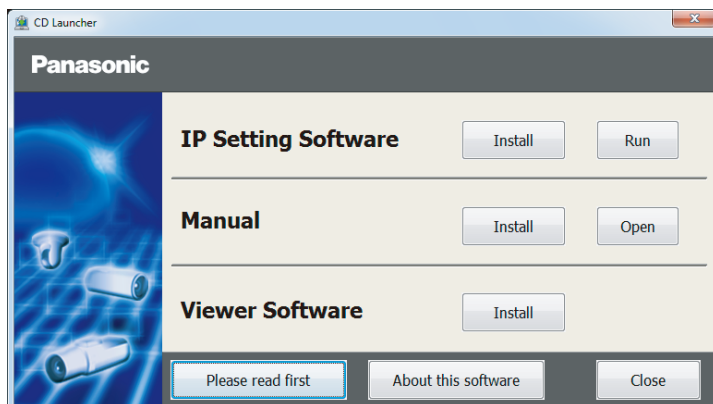 CD Launcher
Panasonic
IP Setting Software Install Run
Manual Install Open
Viewer Software Install
Please read first About this software Close